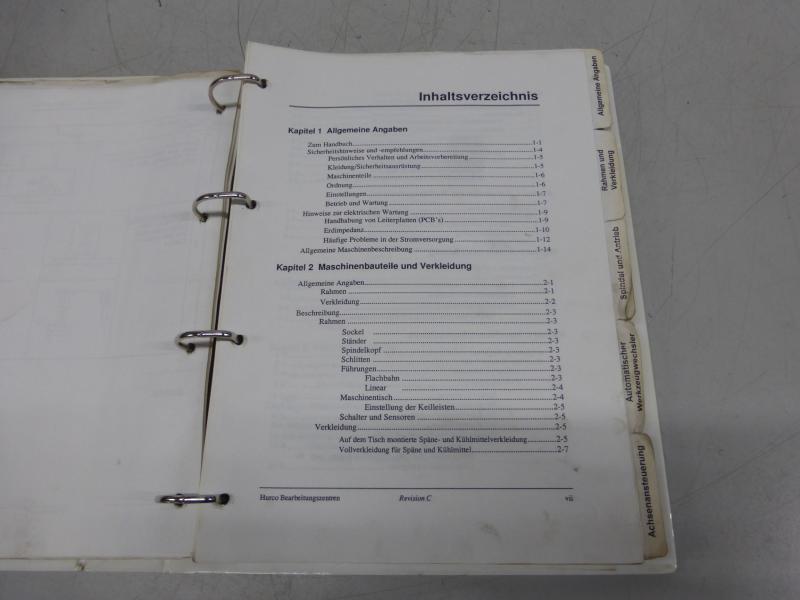 Inhaltsverzeichnis
Kapitel 1 Allgemeine Angaben
Zum Handbuch 1-1
Sicherheitshinweise und -empfehlungen 1-4
Persönliches Verhalten und Arbeitsvorbereitung 1-5
Kleidung/Sicherheitsausrüstung 1-5
Maschinenteile 1-6
Ordnung 1-6
Einstellungen 1-7
Betrieb und Wartung 1-7
Hinweise zur elektrischen Wartung 1-9
Handhabung von Leiterplatten (PCB's) 1-9
Erdimpedanz 1-10
Häufige Probleme in der Stromversorgung 1-12
Allgemeine Maschinenbeschreibung 1-14
Kapitel 2 Maschinenbauteile und Verkleidung
Allgemeine Angaben 2-1
Rahmen 2-1
Verkleidung 2-2
Beschreibung 2-3
Rahmen 2-3
Sockel 2-3
Ständer 2-3
Spindelkopf 2-3
Schlitten 2-3
Führungen 2-3
Flachbahn 2-3
Linear 2-4
Maschinentisch 2-4
Einstellung der Keilleisten 2-5
Schalter und Sensoren 2-5
Verkleidung 2-5
Auf dem Tisch montierte Späne- und Kühlmittelverkleidung 2-5
Vollverkleidung für Späne und Kühlmittel 2-7
Hurco Bearbeitungszentren Revision C vii
Allgemeine Angaben
Rahmen und
Verkleidung
Spindel und Antrieb
Automatischer
Werkzeugwechsler
Achsenansteuerung